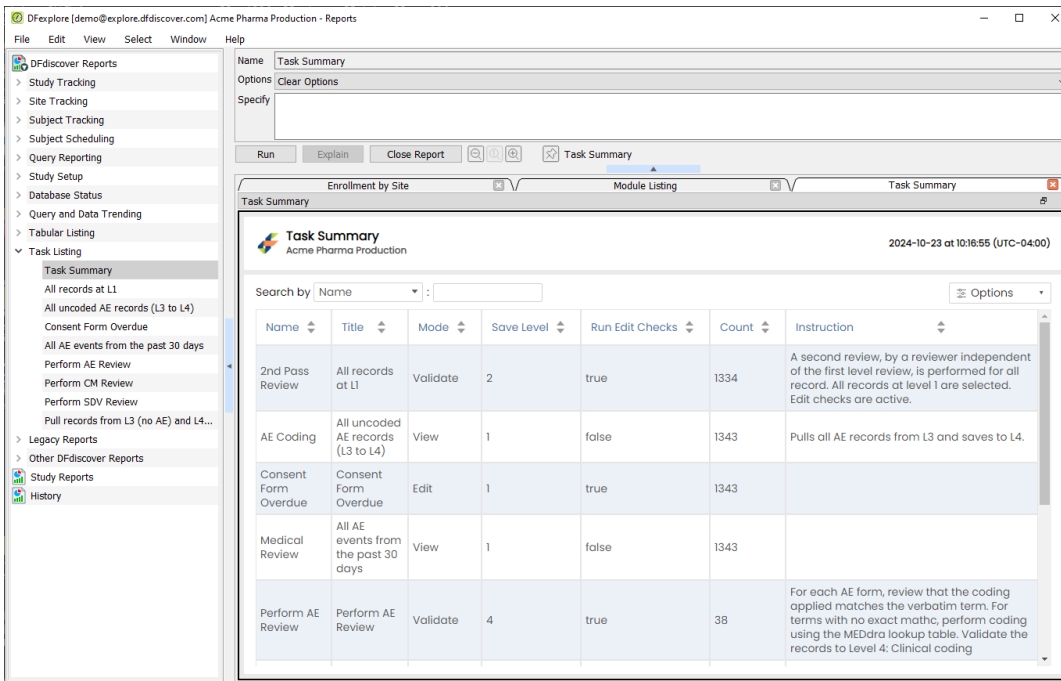 DFexplore [demo@explore.dfdiscover.com] Acme Pharma Production - Reports
File Edit View Select Window Help
DFdiscover Reports
Study Tracking
Site Tracking
Subject Tracking
Subject Scheduling
Query Reporting
Study Setup
Database Status
Query and Data Trending
Tabular Listing
Task Listing
Task Summary
All records at L1
All uncoded AE records (L3 to L4)
Consent Form Overdue
All AE events from the past 30 days
Perform AE Review
Perform CM Review
Perform SDV Review
Pull records from L3 (no AE) and L4...
Legacy Reports
Other DFdiscover Reports
Study Reports
History
Name Task Summary
Options Clear Options
Specify
Run Explain Close Report Task Summary
Enrollment by Site Module Listing Task Summary
Task Summary
Task Summary
Acme Pharma Production
2024-10-23 at 10:16:55 (UTC-04:00)
Search by Name : Options
Name Title Mode Save Level Run Edit Checks Count Instruction
2nd Pass
Review
All records
at L1
Validate 2 true 1334
A second review, by a reviewer independent
of the first level review, is performed for all
record. All records at level 1 are selected.
Edit checks are active.
AE Coding
All uncoded
AE records
(L3 to L4)
View 1 false 1343 Pulls all AE records from L3 and saves to L4.
Consent
Form
Overdue
Consent
Form
Overdue
Edit 1 true 1343
Medical
Review
All AE
events from
the past 30
days
View 1 false 1343
Perform AE
Review
Perform AE
Review
Validate 4 true 38
For each AE form, review that the coding
applied matches the verbatim term. For
terms with no exact mathc, perform coding
using the MEDdra lookup table. Validate the
records to Level 4: Clinical coding